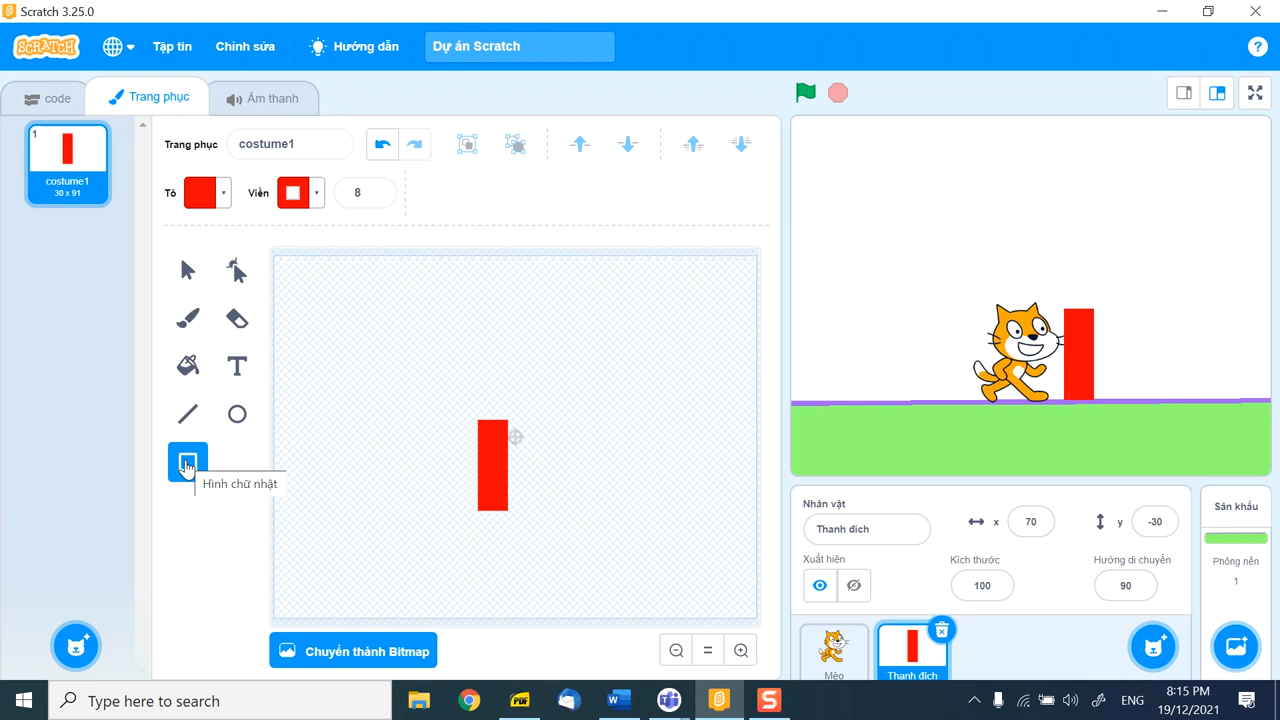 Scratch 3.25.0
SCRATCH
Tập tin
Chỉnh sửa
Hướng dẫn
Dự án Scratch
?
code
Trang phục
Âm thanh
1
costume1
30 x 91
Trang phục
costume1
Tô
Viền
8
T
Hình chữ nhật
Chuyển thành Bitmap
Nhân vật
Thanh đích
x
70
y
-30
Xuất hiện
Kích thước
100
Hướng di chuyển
90
Sân khấu
Phông nền
1
Mèo
Thanh đích
Type here to search
PDF
ENG
8:15 PM
19/12/2021